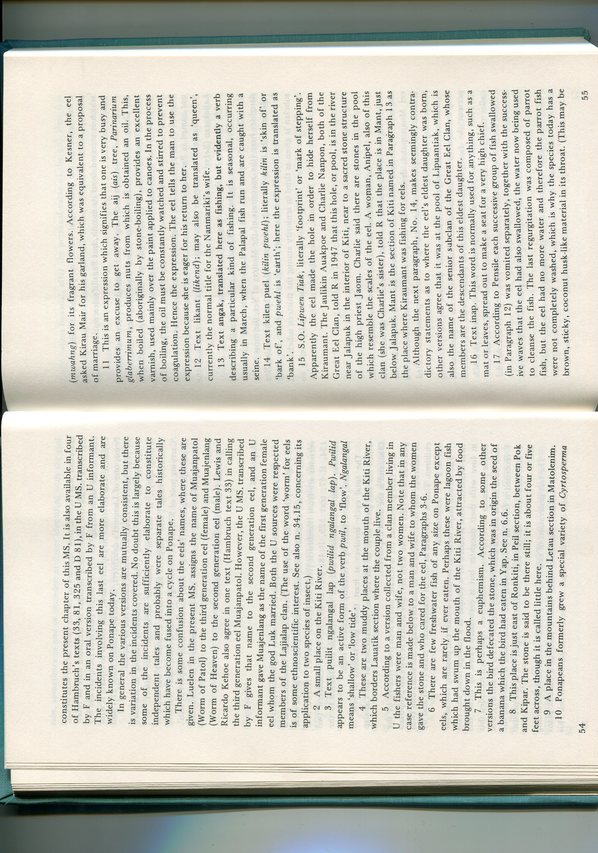 constitutes the present chapter of this MS. It is also available in four
of Hambruch's texts (33, 81, 325 and D 81), in the U MS. transcribed
by F and in an oral version transcribed by F from an U informant.
The incidents involving this last eel are more elaborate and are
widely known on Ponape today.
In general the various versions are mutually consistent, but there
is variation in the incidents covered. No doubt this is largely because
some of the incidents are sufficiently elaborate to constitute
independent tales and probably were separate tales historically
which have become fused into a cycle on Ponape.
There is some confusion about the eels' names, where these are
given. Luelen in the present MS. assigns the name of Muajanpatol
(Worm of Patol) to the third generation eel (female) and Muajenlang
(Worm of Heaven) to the second generation eel (male). Lewis and
Ricardo Kehoe also agree in one text (Hambruch text 33) in calling
the third generation eel Muajanpatol. However, the U MS. transcribed
by F gives that name to the second generation eel, and an U
informant gave Muajenlang as the name of the first generation female
eel whom the god Luk married. Both the U sources were respected
members of the Lajialap clan. (The use of the word 'worm' for eels
is of some ethnoscientific interest. See also n. 34.15, concerning its
application to two species of insect.)
2 A small place on the Kiti River.
3 Text puilit ngalangal lap (pwilid ngalangal lap). Pwilid
appears to be an active form of the verb pwil, to 'flow'. Ngalangal
means 'shallow' or 'low tide'.
4 These are two muddy places at the mouth of the Kiti River,
which borders Lauatik section where the couple live.
5 According to a version collected from a clan member living in
U the fishers were man and wife, not two women. Note that in any
case reference is made below to a man and wife to whom the women
gave the stone and who cared for the eel, Paragraphs 3-6.
6 There are few freshwater fish of any size on Ponape except
eels, which are rarely if ever eaten. Perhaps these were lagoon fish
which had swum up the mouth of the Kiti River, attracted by food
brought down in the flood.
7 This is perhaps a euphemism. According to some other
versions the bird defecated the stone, which was in origin the seed of
a banana which the bird had eaten in Yap. See n. 6.6.
8 This place is just east of Ronkiti, in Peil section, between Pok
and Kipar. The stone is said to be there still; it is about four or five
feet across, though it is called little here.
9 A place in the mountains behind Letau section in Matolenim.
10 Ponapeans formerly grew a special variety of Cyrtosperma
54
(mwahng) for its fragrant flowers. According to Kesner, the eel
asked Kirau Mair for his garland, which was equivalent to a proposal
of marriage.
11 This is an expression which signifies that one is very busy and
provides an excuse to get away. The aij (ais) tree, Parinarium
glaberrimum, produces nuts from which is obtained an oil. This,
when boiled (aboriginally by stone-boiling), provides an excellent
varnish, used mainly over the paint applied to canoes. In the process
of boiling, the oil must be constantly watched and stirred to prevent
coagulation. Hence the expression. The eel tells the man to use the
expression because she is eager for his return to her.
12 Text likant (likend); may also be translated as 'queen',
currently the normal title for the Nanmariki's wife.
13 Text angak, translated here as fishing, but evidently a verb
describing a particular kind of fishing. It is seasonal, occurring
usually in March, when the Palapal fish run and are caught with a
seine.
14 Text kilen puel (kilin pwehl); literally kilin is 'skin of' or
'bark of', and pwehl is 'earth'; here the expression is translated as
'bank'.
15 S.O. Lipwen Tiak, literally 'footprint' or 'mark of stepping'.
Apparently the eel made the hole in order to hide herself from
Kiraumant. The Jaulikin Auakpoe and Charlie Nanpon, both of the
Great Eel Clan, told R in 1947 that this hole, or pool, is in the river
near Jalapuk in the interior of Kiti, near to a sacred stone structure
of the high priest Jaom. Charlie said there are stones in the pool
which resemble the scales of the eel. A woman, Anipel, also of this
clan (she was Charlie's sister), told R that the place is in Mant, just
below Jalapuk. Mant is the section of Kiti named in Paragraph 13 as
the place where Kiraumant was fishing for eels.
Although the next paragraph, No. 14, makes seemingly contra-
dictory statements as to where the eel's eldest daughter was born,
other versions agree that it was at the pool of Lipuantiak, which is
also the name of the senior subclan of the Great Eel Clan, whose
members are the descendants of this eldest daughter.
16 Text inap. This word is normally used for anything, such as a
mat or leaves, spread out to make a seat for a very high chief.
17 According to Pensile each successive group of fish swallowed
(in Paragraph 12) was vomited separately, together with the success-
ive waves that the eel had also swallowed, the water now being used
to cleanse the fish. The last regurgitation was composed of parrot
fish, but the eel had no more water and therefore the parrot fish
were not completely washed, which is why the species today has a
brown, sticky, coconut husk-like material in its throat. (This may be
55